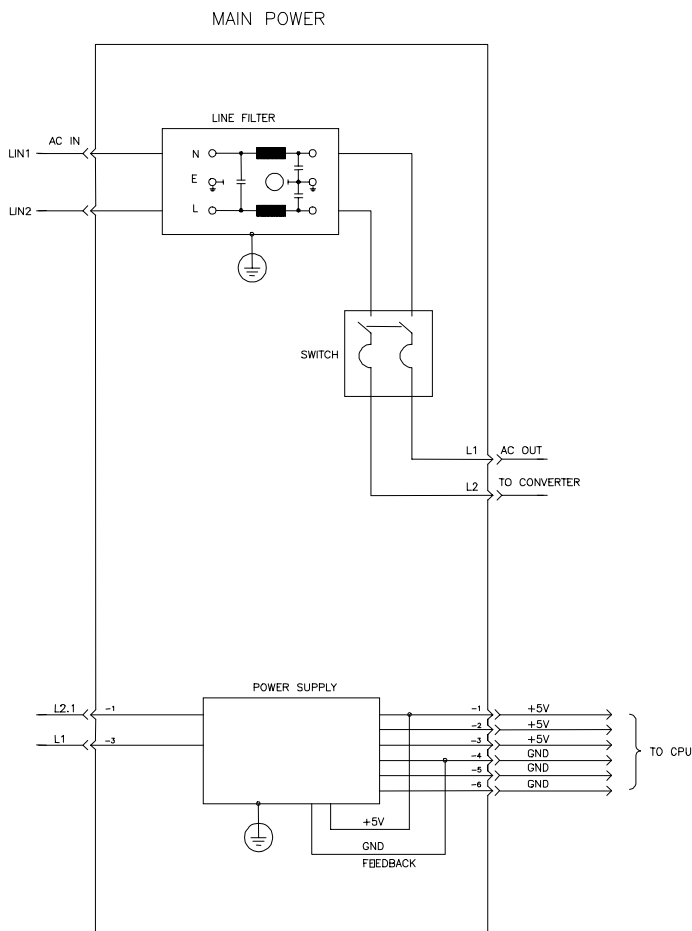 MAIN POWER
LINE FILTER
AC IN
LIN1
N
E
LIN2
L
SWITCH
L1 AC OUT
L2 TO CONVERTER
POWER SUPPLY
L2.1 -1
-1 +5V
-2 +5V
L1 -3
-3 +5V
-4 GND
TO CPU
-5 GND
-6 GND
+5V
GND
FEEDBACK